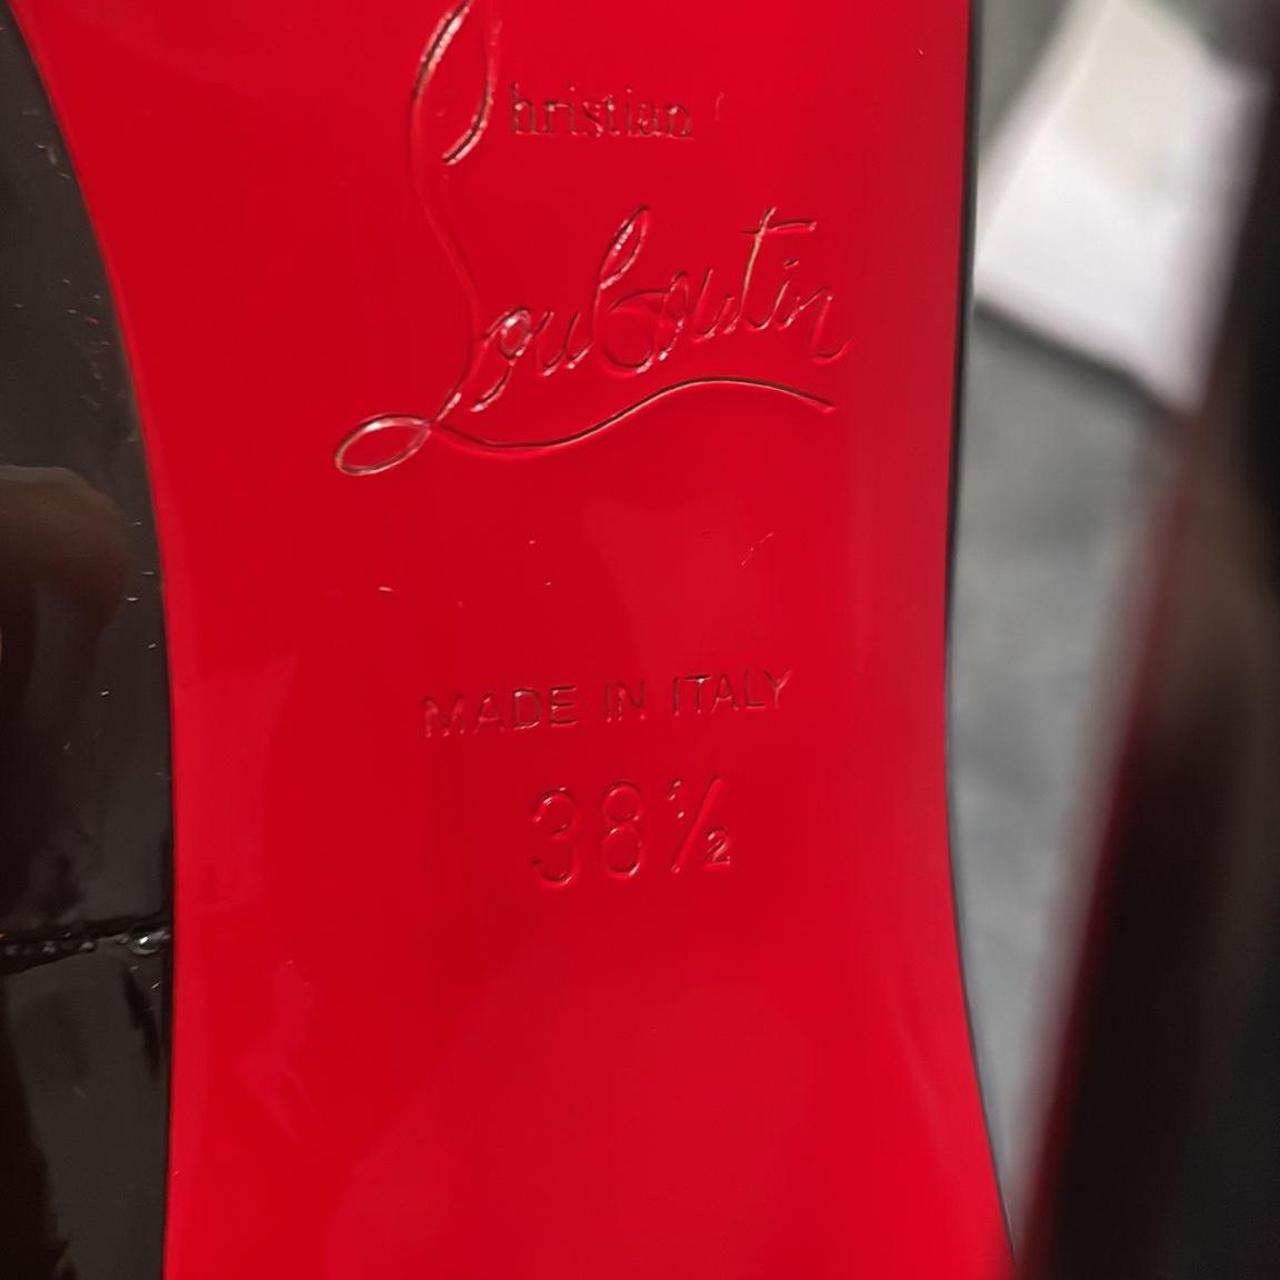 Christian
Louboutin
MADE IN ITALY
38½